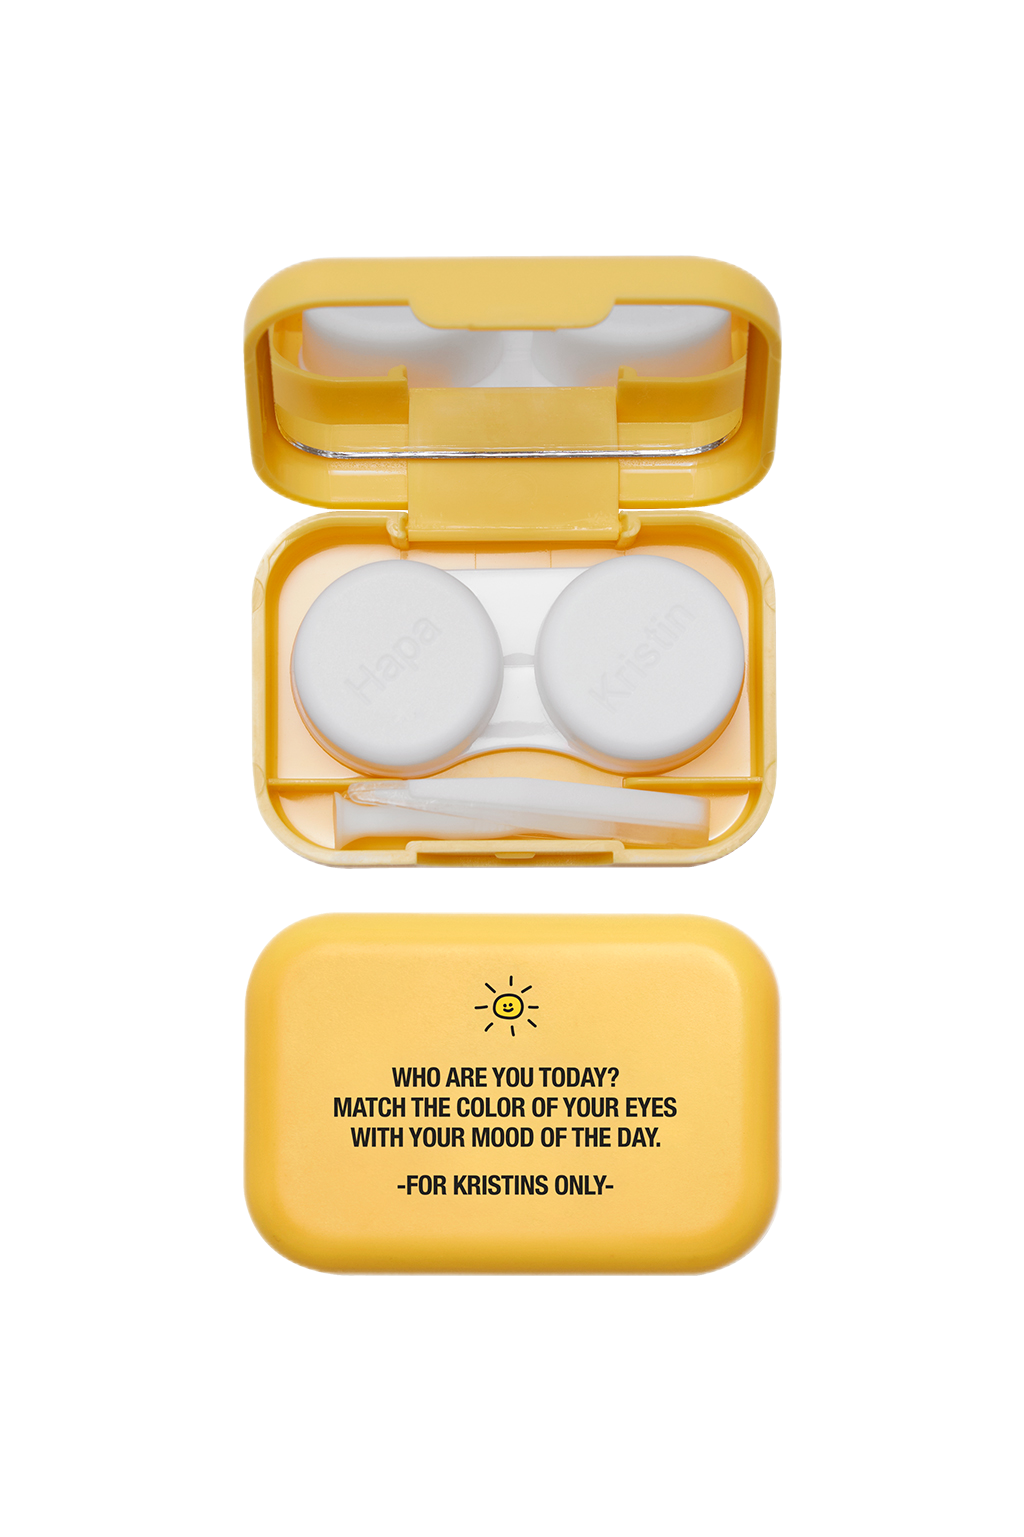 Hapa
Kristin
WHO ARE YOU TODAY?
MATCH THE COLOR OF YOUR EYES
WITH YOUR MOOD OF THE DAY.
-FOR KRISTINS ONLY-